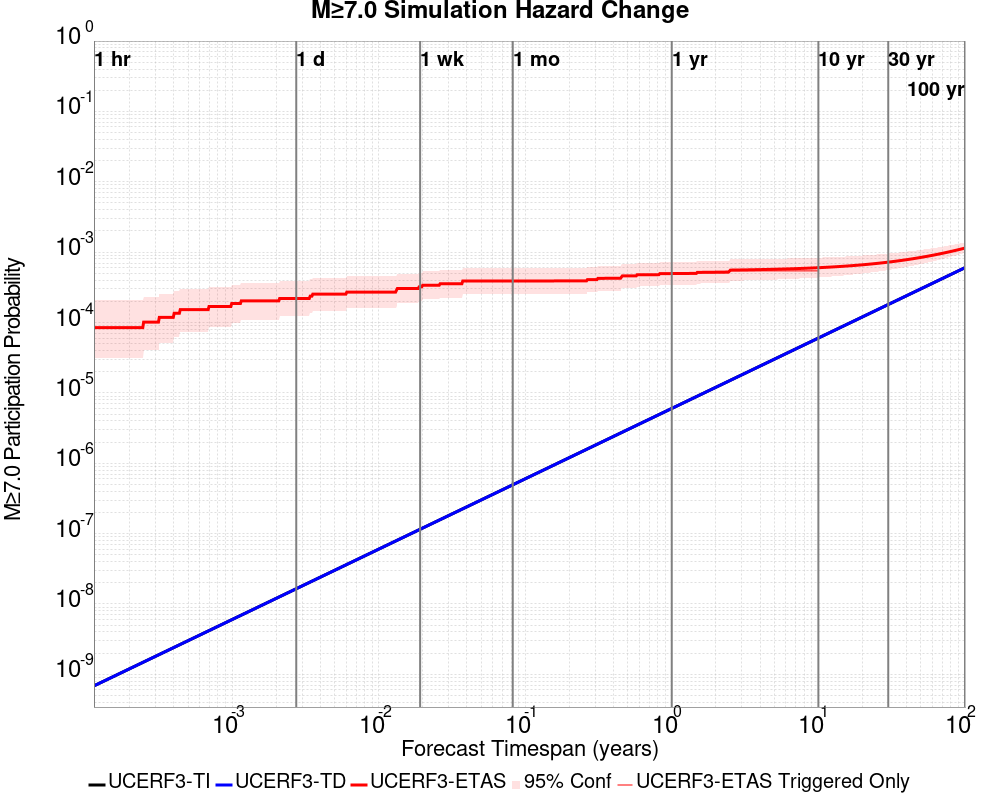 M≥7.0 Simulation Hazard Change
10^0
1 hr 1 d 1 wk 1 mo 1 yr 10 yr 30 yr
100 yr
10^-1
10^-2
10^-3
10^-4
10^-5
10^-6
10^-7
10^-8
10^-9
M≥7.0 Participation Probability
10^-3 10^-2 10^-1 10^0 10^1 10^2
Forecast Timespan (years)
UCERF3-TI UCERF3-TD UCERF3-ETAS 95% Conf UCERF3-ETAS Triggered Only